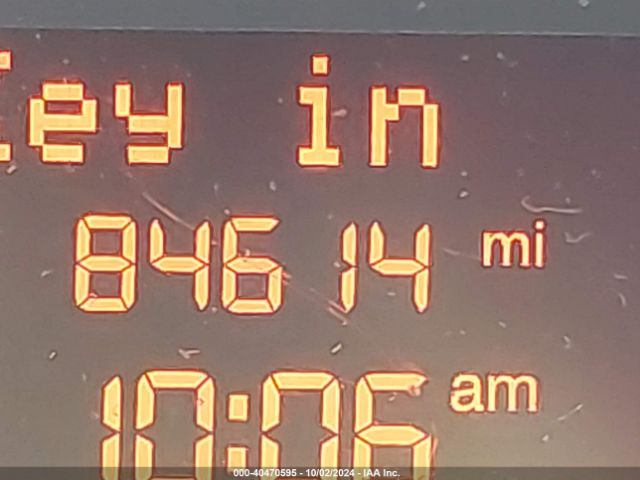 ey in
84614 mi
10:06 am
000-40470595 - 10/02/2024 - IAA Inc.